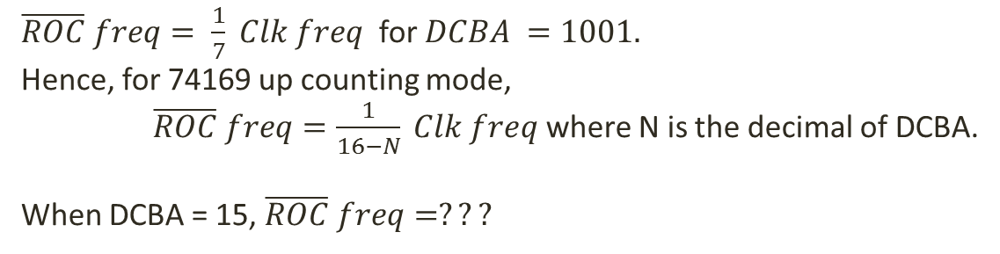 $\overline{ROC}\ freq = \frac{1}{7}\ Clk\ freq$ for $DCBA = 1001$.
Hence, for 74169 up counting mode,
$\overline{ROC}\ freq = \frac{1}{16-N}\ Clk\ freq$ where N is the decimal of DCBA.
When DCBA = 15, $\overline{ROC}\ freq =???$